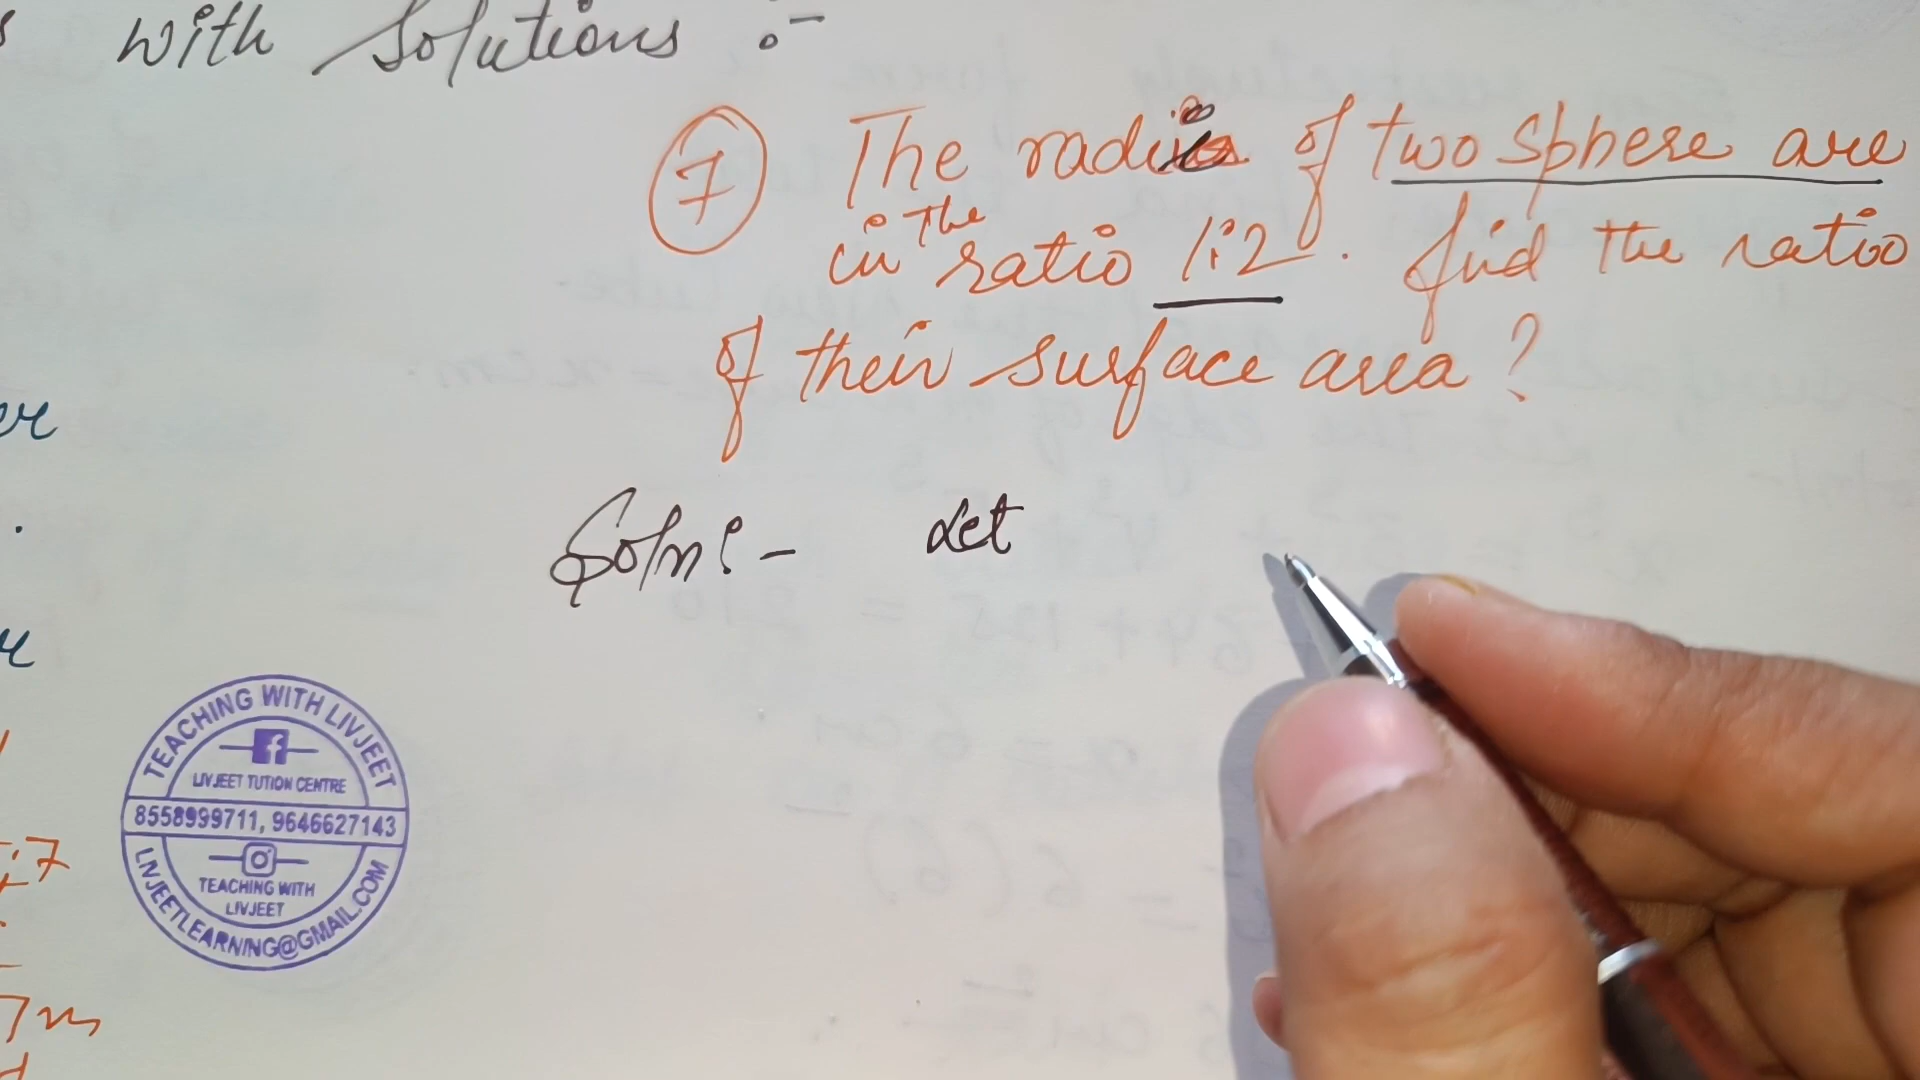 with Solutions :-
⑦ The radii of two sphere are
in the ratio 1:2. find the ratio
of their surface area?
Soln:- Let
TEACHING WITH LIVJEET
LIVJEET TUTION CENTRE
8558999711, 9646627143
TEACHING WITH
LIVJEET
LIVJEETLEARNING@GMAIL.COM